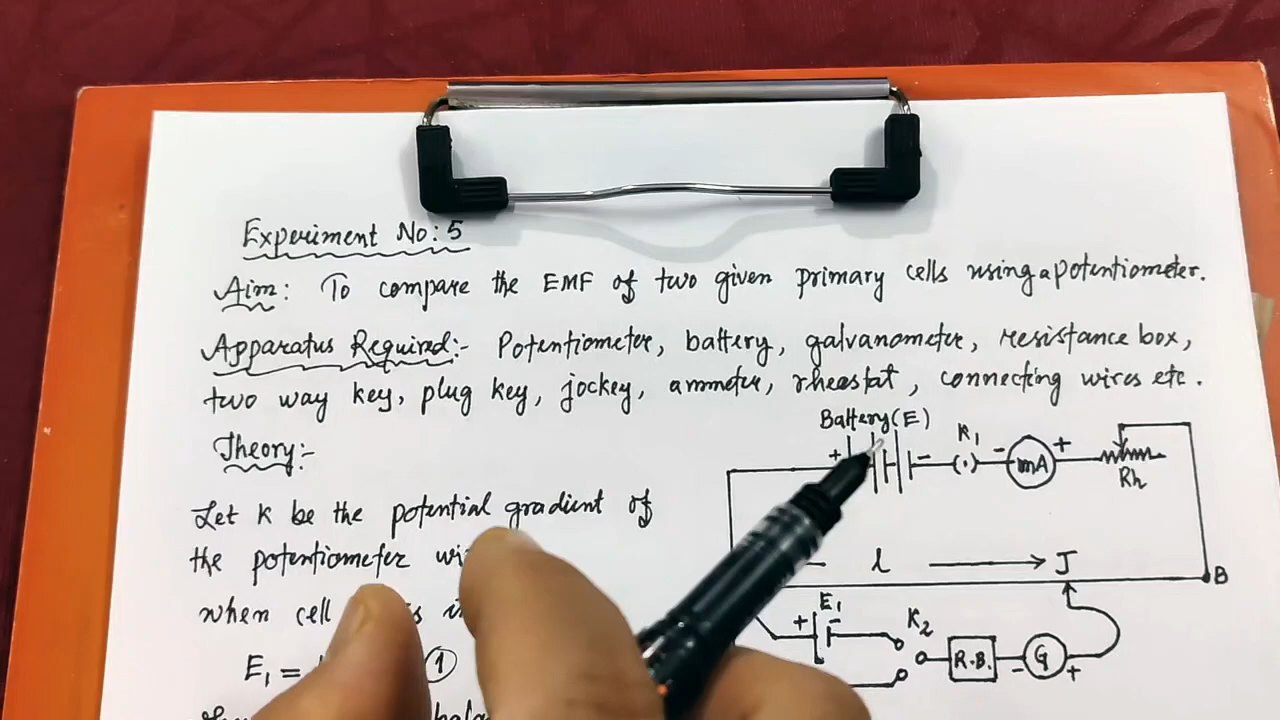 Experiment No: 5
Aim: To compare the EMF of two given primary cells using a potentiometer.
Apparatus Required:- Potentiometer, battery, galvanometer, resistance box,
two way key, plug key, jockey, ammeter, rheostat, connecting wires etc.
Theory:-
Let K be the potential gradient of
the potentiometer
when cell
E₁ = ①
Battery(E)
+ - K₁ - mA + Rh
l J
B
+ E₁ - K₂
R.B. - G +